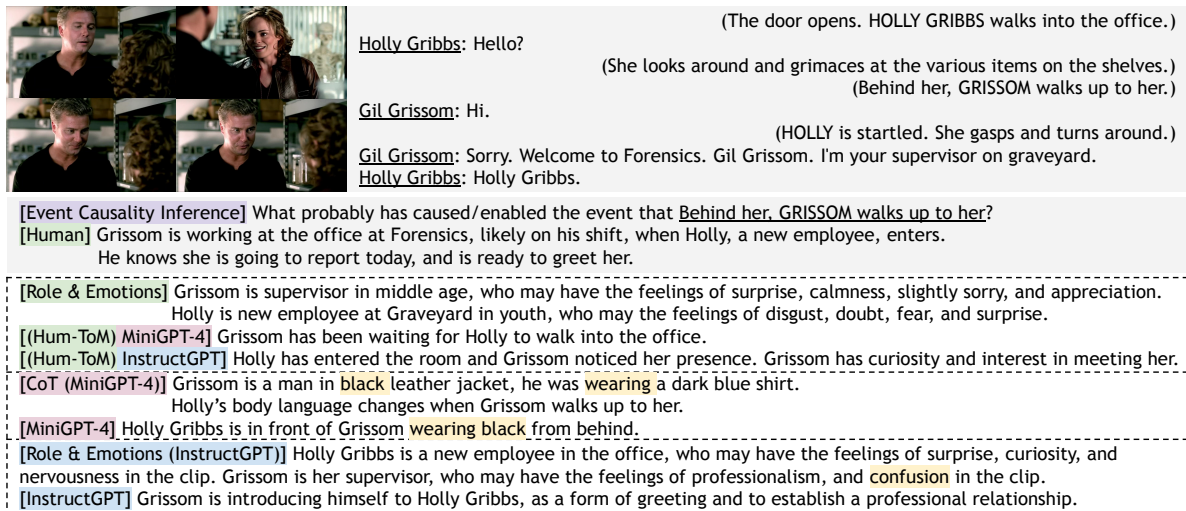 (The door opens. HOLLY GRIBBS walks into the office.)
Holly Gribbs: Hello?
(She looks around and grimaces at the various items on the shelves.)
(Behind her, GRISSOM walks up to her.)
Gil Grissom: Hi.
(HOLLY is startled. She gasps and turns around.)
Gil Grissom: Sorry. Welcome to Forensics. Gil Grissom. I'm your supervisor on graveyard.
Holly Gribbs: Holly Gribbs.
[Event Causality Inference] What probably has caused/enabled the event that Behind her, GRISSOM walks up to her?
[Human] Grissom is working at the office at Forensics, likely on his shift, when Holly, a new employee, enters.
He knows she is going to report today, and is ready to greet her.
[Role & Emotions] Grissom is supervisor in middle age, who may have the feelings of surprise, calmness, slightly sorry, and appreciation.
Holly is new employee at Graveyard in youth, who may the feelings of disgust, doubt, fear, and surprise.
[(Hum-ToM) MiniGPT-4] Grissom has been waiting for Holly to walk into the office.
[(Hum-ToM) InstructGPT] Holly has entered the room and Grissom noticed her presence. Grissom has curiosity and interest in meeting her.
[CoT (MiniGPT-4)] Grissom is a man in black leather jacket, he was wearing a dark blue shirt.
Holly’s body language changes when Grissom walks up to her.
[MiniGPT-4] Holly Gribbs is in front of Grissom wearing black from behind.
[Role & Emotions (InstructGPT)] Holly Gribbs is a new employee in the office, who may have the feelings of surprise, curiosity, and
nervousness in the clip. Grissom is her supervisor, who may have the feelings of professionalism, and confusion in the clip.
[InstructGPT] Grissom is introducing himself to Holly Gribbs, as a form of greeting and to establish a professional relationship.